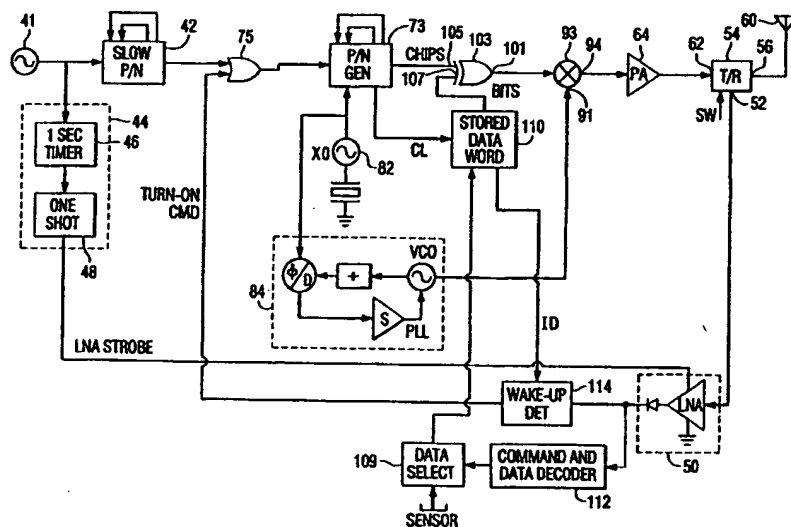 41
SLOW
P/N
42
75
P/N
GEN
73
CHIPS
105
103
107
101
BITS
93
94
91
64
PA
62
54
T/R
56
52
SW
60
1 SEC
TIMER
44
46
ONE
SHOT
48
TURN-ON
CMD
XO
82
CL
STORED
DATA
WORD
110
84
Φ/D
+
VCO
S
PLL
ID
LNA STROBE
WAKE-UP
DET
114
LNA
50
109
DATA
SELECT
COMMAND AND
DATA DECODER
112
SENSOR